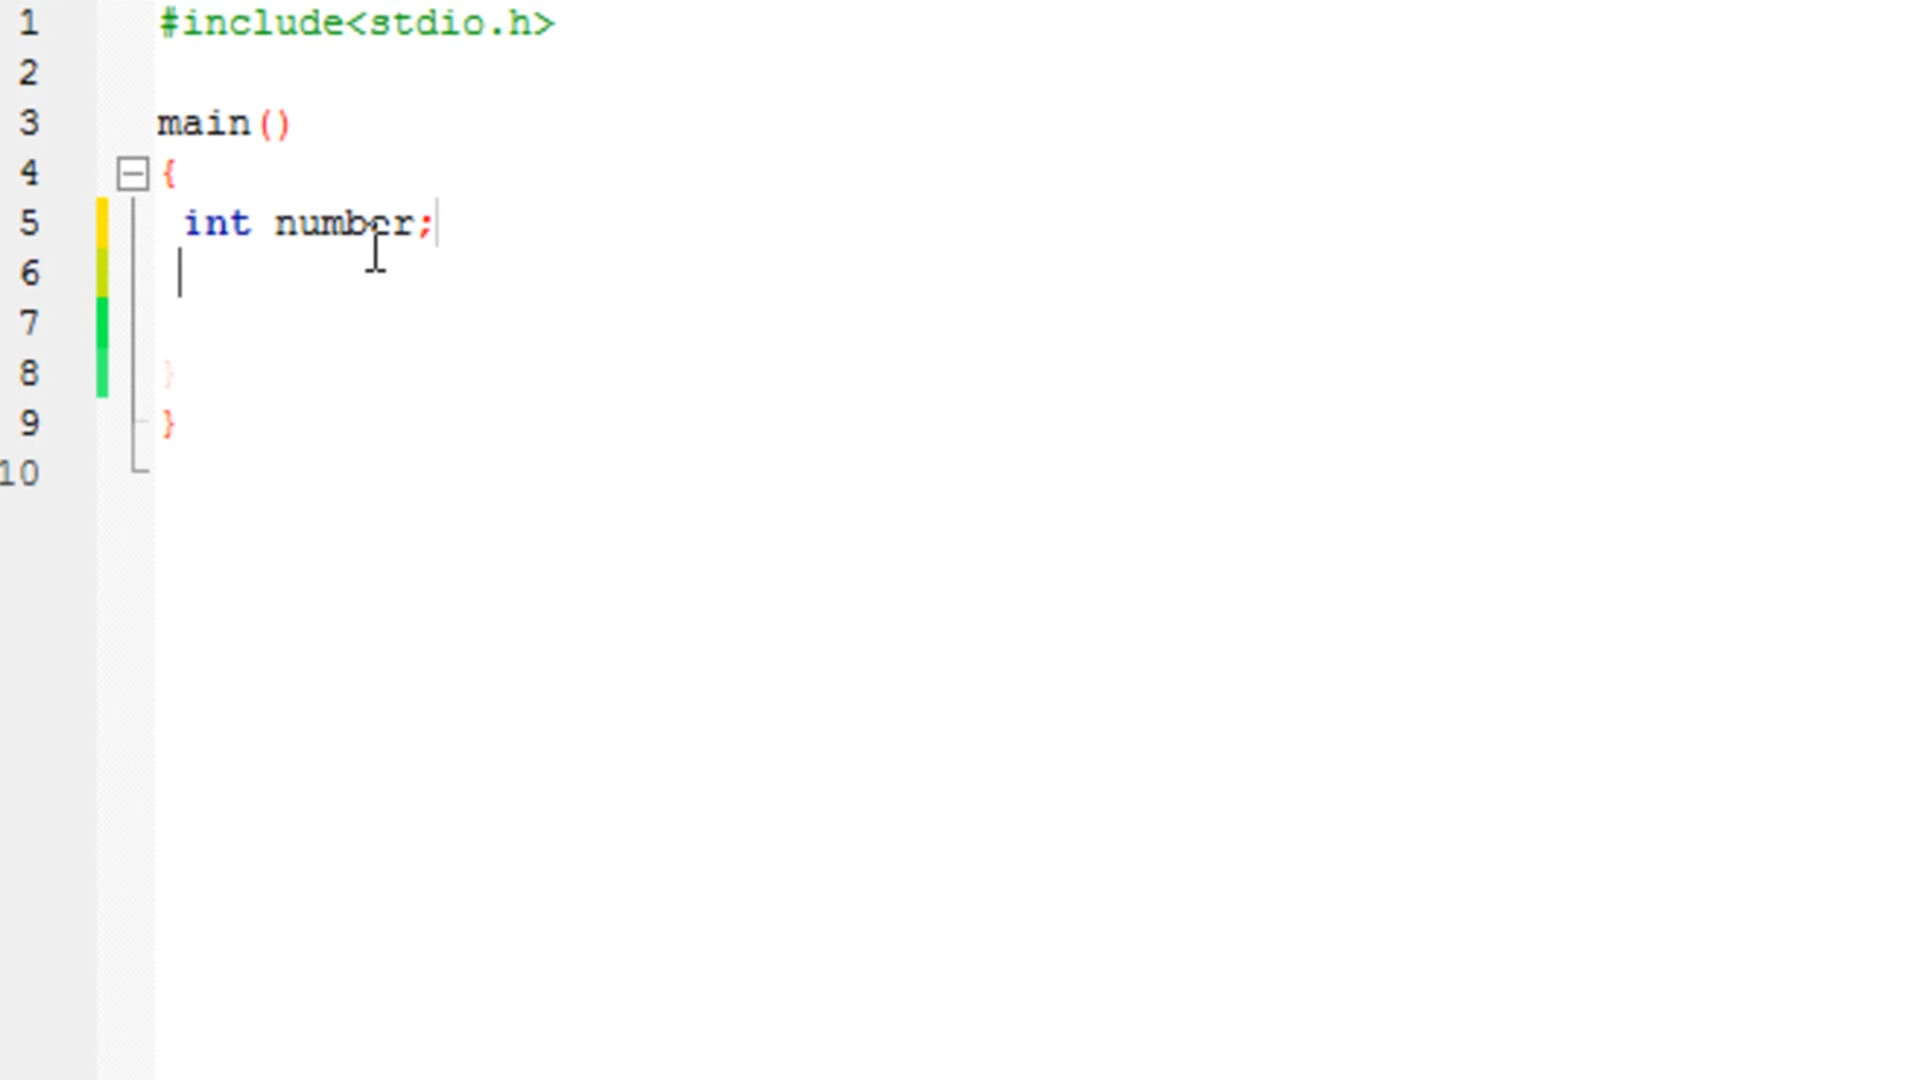 1 #include<stdio.h>
2
3 main()
4 {
5 int number;
6
7
8 }
9 }
10